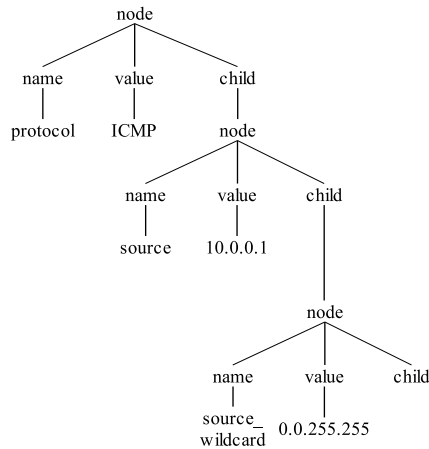 node
name value child
protocol ICMP node
name value child
source 10.0.0.1
node
name value child
source_
wildcard 0.0.255.255